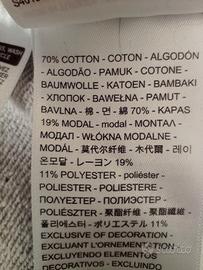 WASH
70% COTTON - COTON - ALGODÓN
- ALGODÃO - PAMUK - COTONE -
BAUMWOLLE - KATOEN - BAMBAKI
- ХЛОПОК - BAWEŁNA - PAMUT -
BAVLNA - 棉 - 면 - 綿 70% - KAPAS
19% MODAL - modal - MONTAΛ -
МОДАЛ - WŁÓKNA MODALNE -
MODÁL - 莫代尔纤维 - 木代爾 - 레이
온모달 - レーヨン 19%
11% POLYESTER - poliéster -
POLIESTER - POLIESTERE -
ΠΟΛΥΕΣΤΕΡ - ПОЛИЭСТЕР -
POLIÉSZTER - 聚酯纤维 - 聚酯纖維 -
폴리에스터 - ポリエステル 11%
EXCLUSIVE OF DECORATION -
EXCLUANT L'ORNEMENTATION -
EXCLUIDOS ELEMENTOS
DECORATIVOS - EXCLUINDO